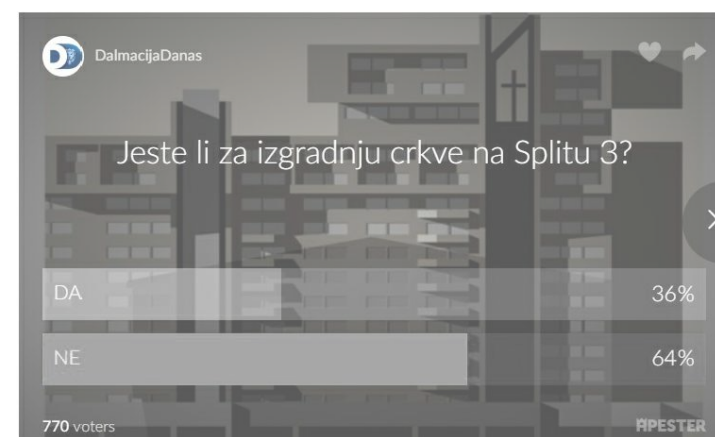 DalmacijaDanas
Jeste li za izgradnju crkve na Splitu 3?
DA 36%
NE 64%
770 voters APESTER